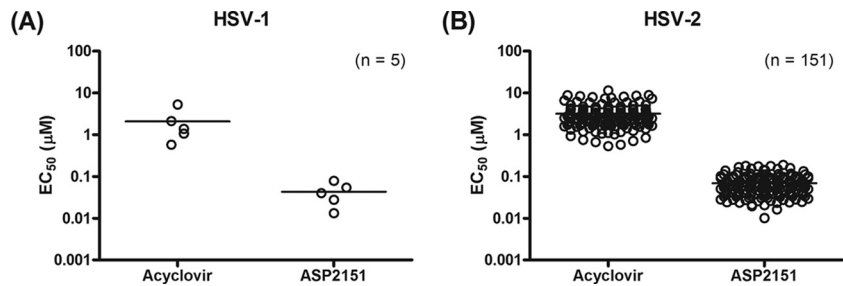 (A) HSV-1
(n = 5)
EC50 (μM)
100
10
1
0.1
0.01
0.001
Acyclovir ASP2151
(B) HSV-2
(n = 151)
EC50 (μM)
100
10
1
0.1
0.01
0.001
Acyclovir ASP2151